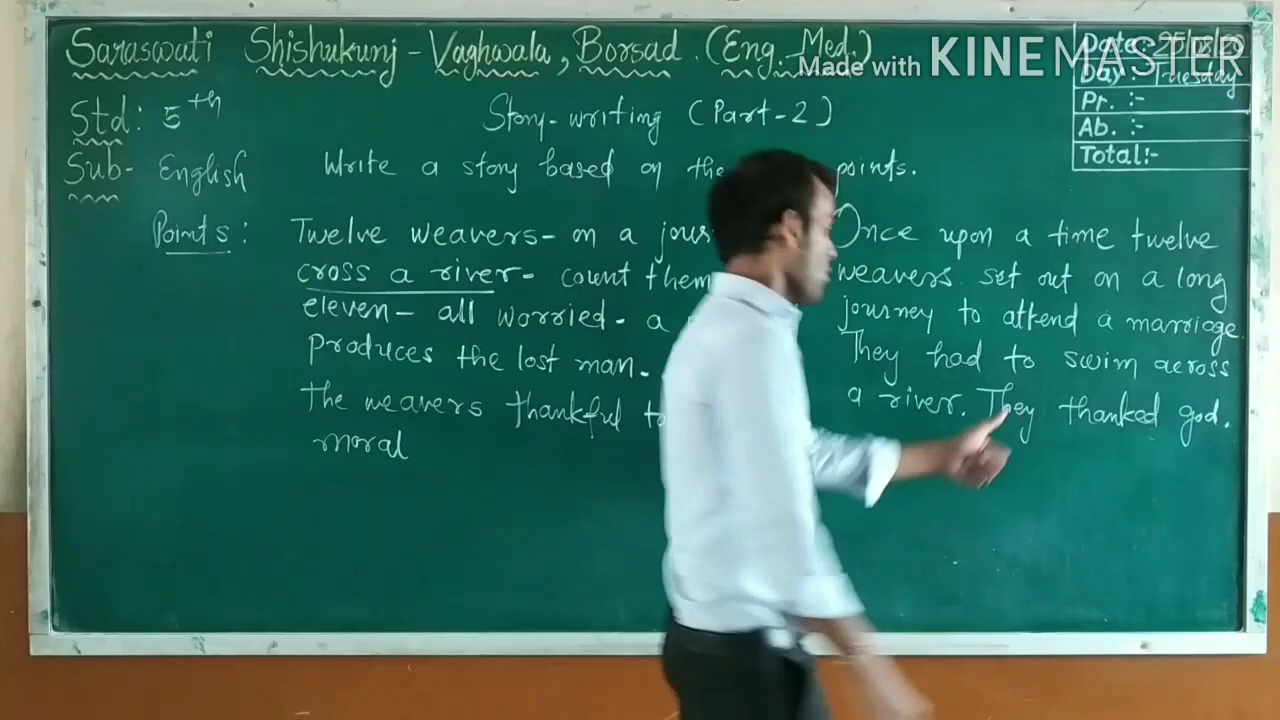 Saraswati Shishukunj - Vaghwala, Borsad. (Eng. Med.)
Made with KINEMASTER
Date:
Day:- Tuesday
Pr. :-
Ab. :-
Total:-
Std: 5th
Sub- English
Story-writing (Part-2)
Write a story based on the points.
Points:
Twelve weavers- on a
cross a river- count them
eleven- all worried- a
produces the lost man.-
the weavers thankful to
moral
Once upon a time twelve
weavers set out on a long
journey to attend a marriage.
They had to swim across
a river. They thanked god.